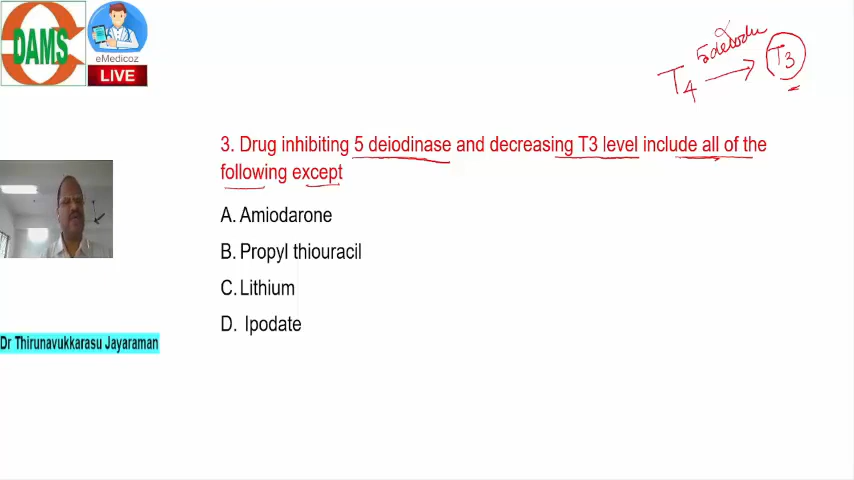 DAMS
eMedicoz
LIVE
T4 → T3
3. Drug inhibiting 5 deiodinase and decreasing T3 level include all of the
following except
A. Amiodarone
B. Propyl thiouracil
C. Lithium
D. Ipodate
Dr Thirunavukkarasu Jayaraman